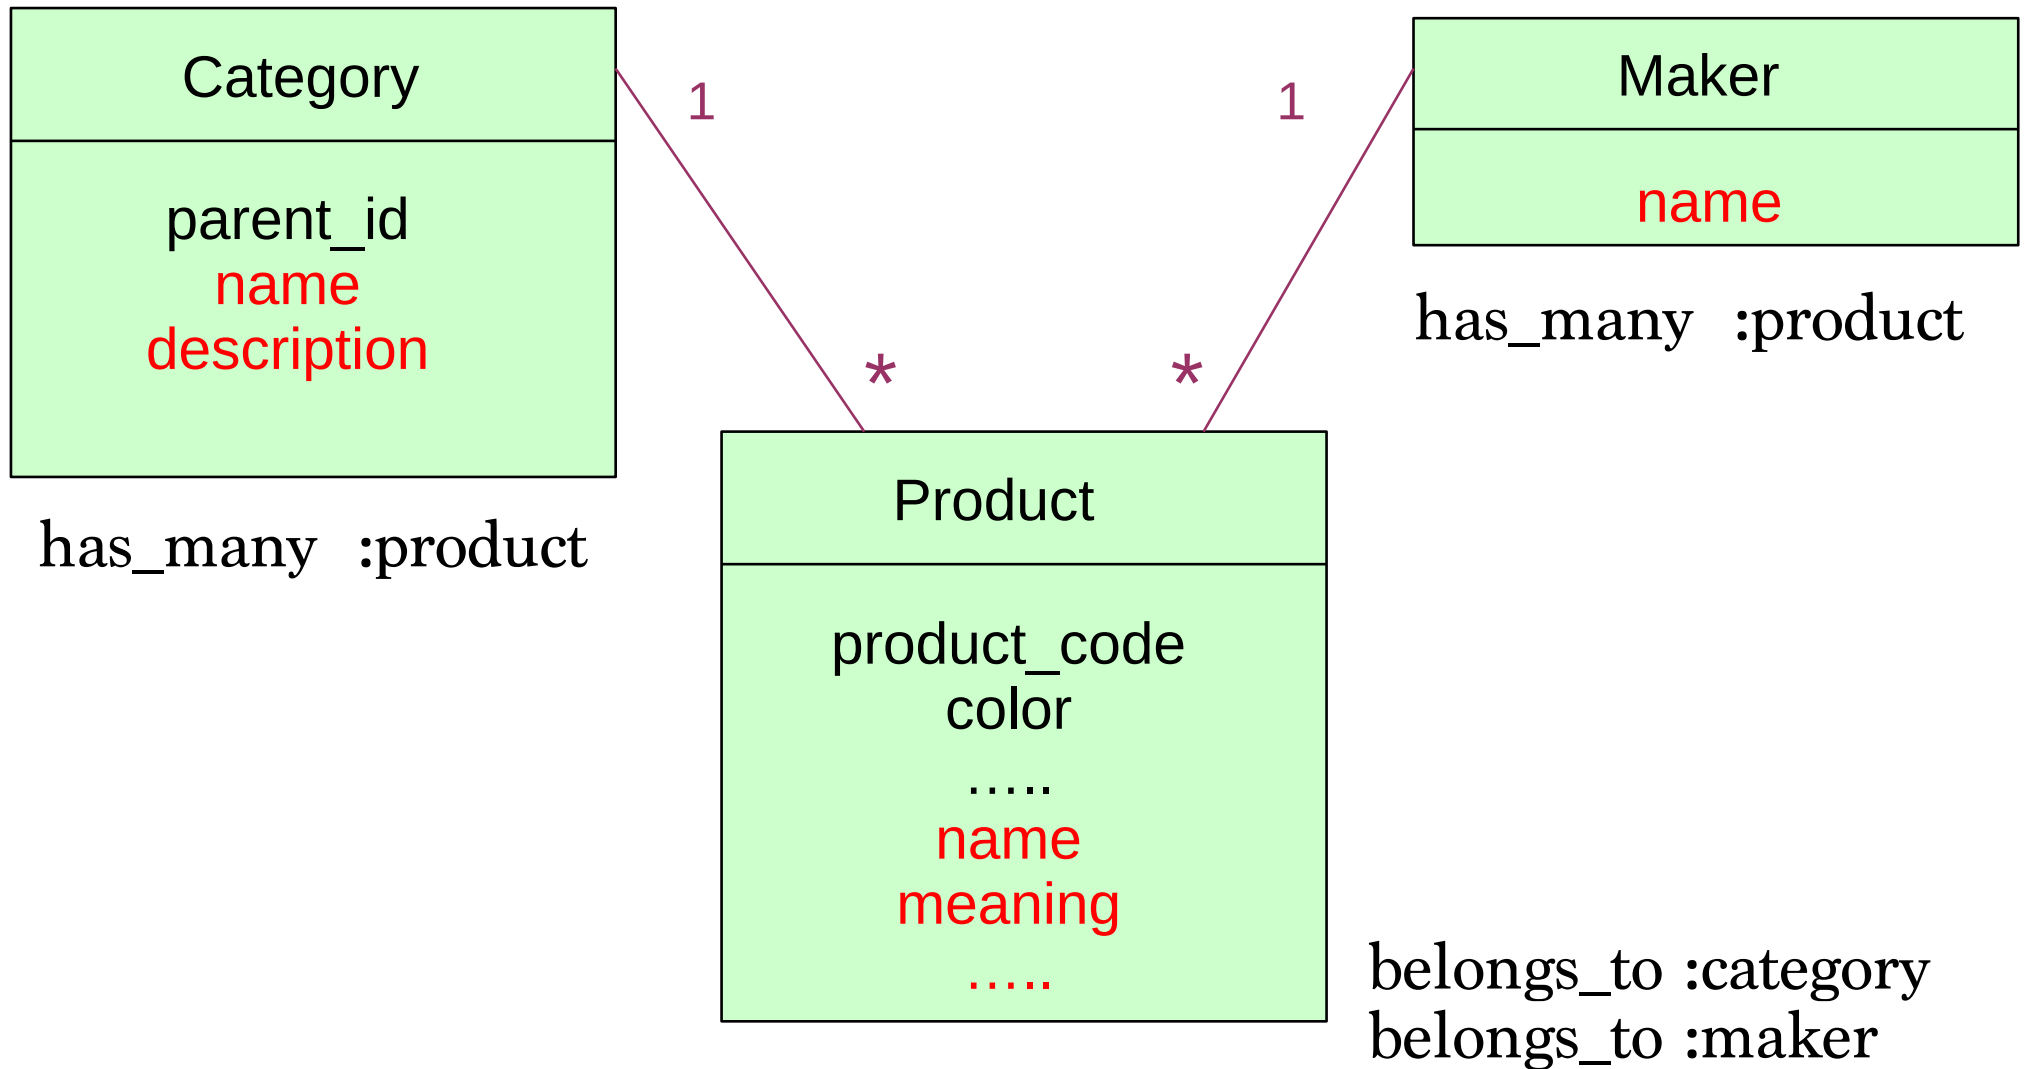 Category
parent_id
name
description
has_many :product
1
*
1
*
Maker
name
has_many :product
Product
product_code
color
…..
name
meaning
…..
belongs_to :category
belongs_to :maker